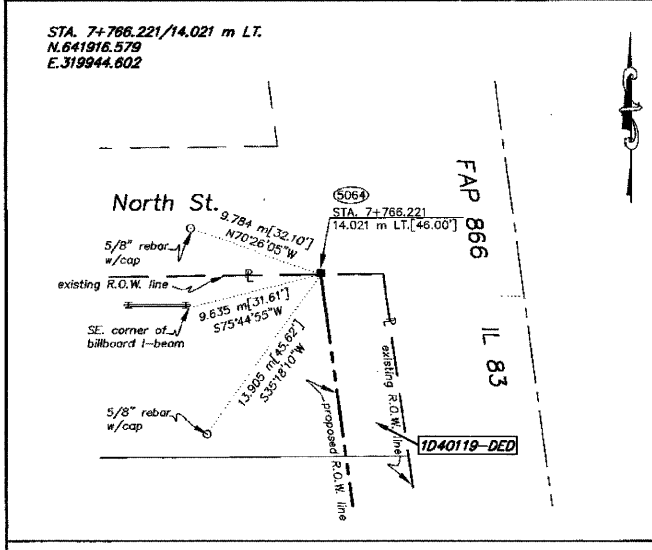 STA. 7+766.221/14.021 m LT.
N.641916.579
E.319944.602
North St.
9.784 m[32.10']
N70°26'05"W
5064
STA. 7+766.221
14.021 m LT.[46.00']
FAP 866
5/8" rebar
w/cap
existing R.O.W. line
9.635 m[31.61']
S75°44'55"W
SE. corner of
billboard I-beam
13.905 m[45.62']
S35°18'10"W
IL 83
existing R.O.W. line
5/8" rebar
w/cap
proposed R.O.W. line
1D40119-DED